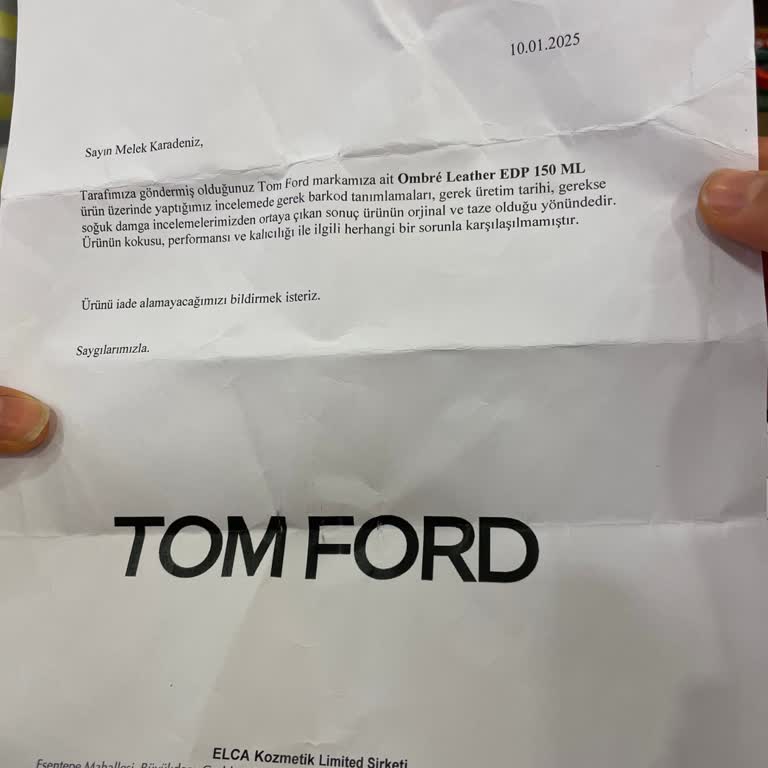 10.01.2025
Sayın Melek Karadeniz,
Tarafımıza göndermiş olduğunuz Tom Ford markamıza ait Ombré Leather EDP 150 ML
ürün üzerinde yaptığımız incelemede gerek barkod tanımlamaları, gerek üretim tarihi, gerekse
soğuk damga incelemelerimizden ortaya çıkan sonuç ürünün orjinal ve taze olduğu yönündedir.
Ürünün kokusu, performansı ve kalıcılığı ile ilgili herhangi bir sorunla karşılaşılmamıştır.
Ürünü iade alamayacağımızı bildirmek isteriz.
Saygılarımızla.
TOM FORD
ELCA Kozmetik Limited Şirketi
Esentepe Mahallesi,